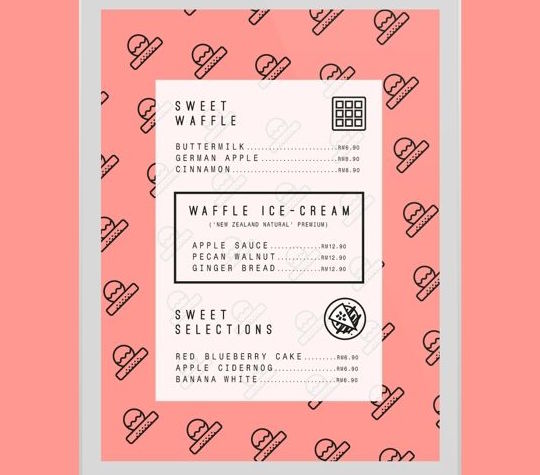 SWEET
WAFFLE
BUTTERMILK..................RM6.90
GERMAN APPLE...............RM8.90
CINNAMON....................RM8.90
WAFFLE ICE-CREAM
('NEW ZEALAND NATURAL' PREMIUM)
APPLE SAUCE...........RM12.90
PECAN WALNUT..........RM12.90
GINGER BREAD..........RM12.90
SWEET
SELECTIONS
RED BLUEBERRY CAKE.......RM6.90
APPLE CIDERNOG............RM6.90
BANANA WHITE..............RM6.90